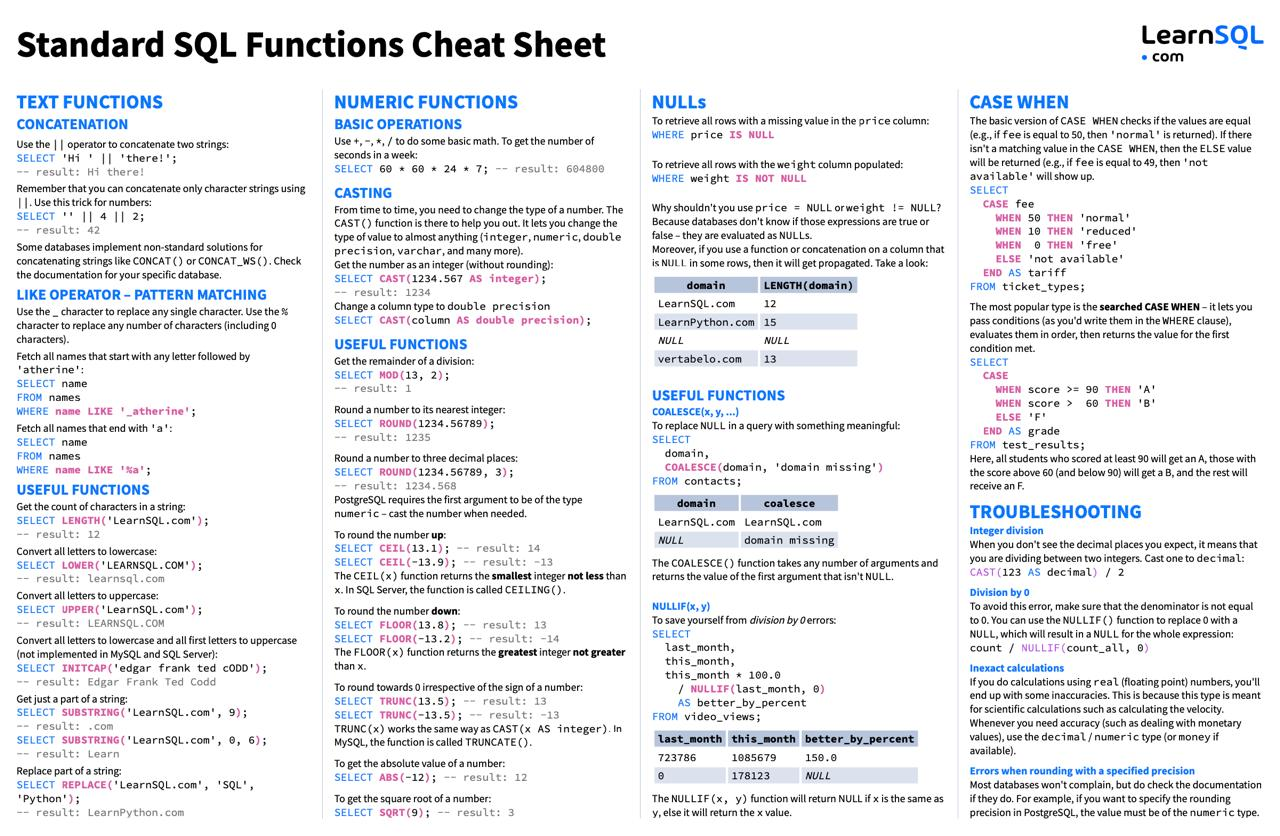 Standard SQL Functions Cheat Sheet
LearnSQL
• com
TEXT FUNCTIONS
CONCATENATION
Use the || operator to concatenate two strings:
SELECT 'Hi ' || 'there!';
-- result: Hi there!
Remember that you can concatenate only character strings using
||. Use this trick for numbers:
SELECT '' || 4 || 2;
-- result: 42
Some databases implement non-standard solutions for
concatenating strings like CONCAT() or CONCAT_WS(). Check
the documentation for your specific database.
LIKE OPERATOR – PATTERN MATCHING
Use the _ character to replace any single character. Use the %
character to replace any number of characters (including 0
characters).
Fetch all names that start with any letter followed by
'atherine':
SELECT name
FROM names
WHERE name LIKE '_atherine';
Fetch all names that end with 'a':
SELECT name
FROM names
WHERE name LIKE '%a';
USEFUL FUNCTIONS
Get the count of characters in a string:
SELECT LENGTH('LearnSQL.com');
-- result: 12
Convert all letters to lowercase:
SELECT LOWER('LEARNSQL.COM');
-- result: learnsql.com
Convert all letters to uppercase:
SELECT UPPER('LearnSQL.com');
-- result: LEARNSQL.COM
Convert all letters to lowercase and all first letters to uppercase
(not implemented in MySQL and SQL Server):
SELECT INITCAP('edgar frank ted cODD');
-- result: Edgar Frank Ted Codd
Get just a part of a string:
SELECT SUBSTRING('LearnSQL.com', 9);
-- result: .com
SELECT SUBSTRING('LearnSQL.com', 0, 6);
-- result: Learn
Replace part of a string:
SELECT REPLACE('LearnSQL.com', 'SQL',
'Python');
-- result: LearnPython.com
NUMERIC FUNCTIONS
BASIC OPERATIONS
Use +, −, *, / to do some basic math. To get the number of
seconds in a week:
SELECT 60 * 60 * 24 * 7; -- result: 604800
CASTING
From time to time, you need to change the type of a number. The
CAST() function is there to help you out. It lets you change the
type of value to almost anything (integer, numeric, double
precision, varchar, and many more).
Get the number as an integer (without rounding):
SELECT CAST(1234.567 AS integer);
-- result: 1234
Change a column type to double precision
SELECT CAST(column AS double precision);
USEFUL FUNCTIONS
Get the remainder of a division:
SELECT MOD(13, 2);
-- result: 1
Round a number to its nearest integer:
SELECT ROUND(1234.56789);
-- result: 1235
Round a number to three decimal places:
SELECT ROUND(1234.56789, 3);
-- result: 1234.568
PostgreSQL requires the first argument to be of the type
numeric – cast the number when needed.
To round the number up:
SELECT CEIL(13.1); -- result: 14
SELECT CEIL(-13.9); -- result: -13
The CEIL(x) function returns the smallest integer not less than
x. In SQL Server, the function is called CEILING().
To round the number down:
SELECT FLOOR(13.8); -- result: 13
SELECT FLOOR(-13.2); -- result: -14
The FLOOR(x) function returns the greatest integer not greater
than x.
To round towards 0 irrespective of the sign of a number:
SELECT TRUNC(13.5); -- result: 13
SELECT TRUNC(-13.5); -- result: -13
TRUNC(x) works the same way as CAST(x AS integer). In
MySQL, the function is called TRUNCATE().
To get the absolute value of a number:
SELECT ABS(-12); -- result: 12
To get the square root of a number:
SELECT SQRT(9); -- result: 3
NULLs
To retrieve all rows with a missing value in the price column:
WHERE price IS NULL
To retrieve all rows with the weight column populated:
WHERE weight IS NOT NULL
Why shouldn't you use price = NULL or weight != NULL?
Because databases don't know if those expressions are true or
false – they are evaluated as NULLs.
Moreover, if you use a function or concatenation on a column that
is NULL in some rows, then it will get propagated. Take a look:
domain LENGTH(domain)
LearnSQL.com 12
LearnPython.com 15
NULL NULL
vertabelo.com 13
USEFUL FUNCTIONS
COALESCE(x, y, ...)
To replace NULL in a query with something meaningful:
SELECT
domain,
COALESCE(domain, 'domain missing')
FROM contacts;
domain coalesce
LearnSQL.com LearnSQL.com
NULL domain missing
The COALESCE() function takes any number of arguments and
returns the value of the first argument that isn't NULL.
NULLIF(x, y)
To save yourself from division by 0 errors:
SELECT
last_month,
this_month,
this_month * 100.0
/ NULLIF(last_month, 0)
AS better_by_percent
FROM video_views;
last_month this_month better_by_percent
723786 1085679 150.0
0 178123 NULL
The NULLIF(x, y) function will return NULL if x is the same as
y, else it will return the x value.
CASE WHEN
The basic version of CASE WHEN checks if the values are equal
(e.g., if fee is equal to 50, then 'normal' is returned). If there
isn't a matching value in the CASE WHEN, then the ELSE value
will be returned (e.g., if fee is equal to 49, then 'not
available' will show up.
SELECT
CASE fee
WHEN 50 THEN 'normal'
WHEN 10 THEN 'reduced'
WHEN 0 THEN 'free'
ELSE 'not available'
END AS tariff
FROM ticket_types;
The most popular type is the searched CASE WHEN – it lets you
pass conditions (as you'd write them in the WHERE clause),
evaluates them in order, then returns the value for the first
condition met.
SELECT
CASE
WHEN score >= 90 THEN 'A'
WHEN score > 60 THEN 'B'
ELSE 'F'
END AS grade
FROM test_results;
Here, all students who scored at least 90 will get an A, those with
the score above 60 (and below 90) will get a B, and the rest will
receive an F.
TROUBLESHOOTING
Integer division
When you don't see the decimal places you expect, it means that
you are dividing between two integers. Cast one to decimal:
CAST(123 AS decimal) / 2
Division by 0
To avoid this error, make sure that the denominator is not equal
to 0. You can use the NULLIF() function to replace 0 with a
NULL, which will result in a NULL for the whole expression:
count / NULLIF(count_all, 0)
Inexact calculations
If you do calculations using real (floating point) numbers, you'll
end up with some inaccuracies. This is because this type is meant
for scientific calculations such as calculating the velocity.
Whenever you need accuracy (such as dealing with monetary
values), use the decimal / numeric type (or money if
available).
Errors when rounding with a specified precision
Most databases won't complain, but do check the documentation
if they do. For example, if you want to specify the rounding
precision in PostgreSQL, the value must be of the numeric type.